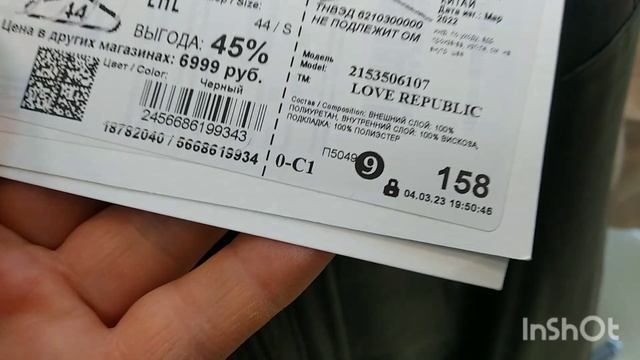 44 / S
Цена в других магазинах: 6999 руб.
ВЫГОДА: 45%
Цвет / Color:
Черный
2456686199343
18782040 / 5668619934
0-C1
ТНВЭД 6210300000
НЕ ПОДЛЕЖИТ ОМ
2022
Модель
Model: 2153506107
TM: LOVE REPUBLIC
Состав / Composition: ВНЕШНИЙ СЛОЙ: 100%
ПОЛИУРЕТАН, ВНУТРЕННИЙ СЛОЙ: 100% ВИСКОЗА,
ПОДКЛАДКА: 100% ПОЛИЭСТЕР
П5049 9
158
04.03.23 19:50:46
InShOt